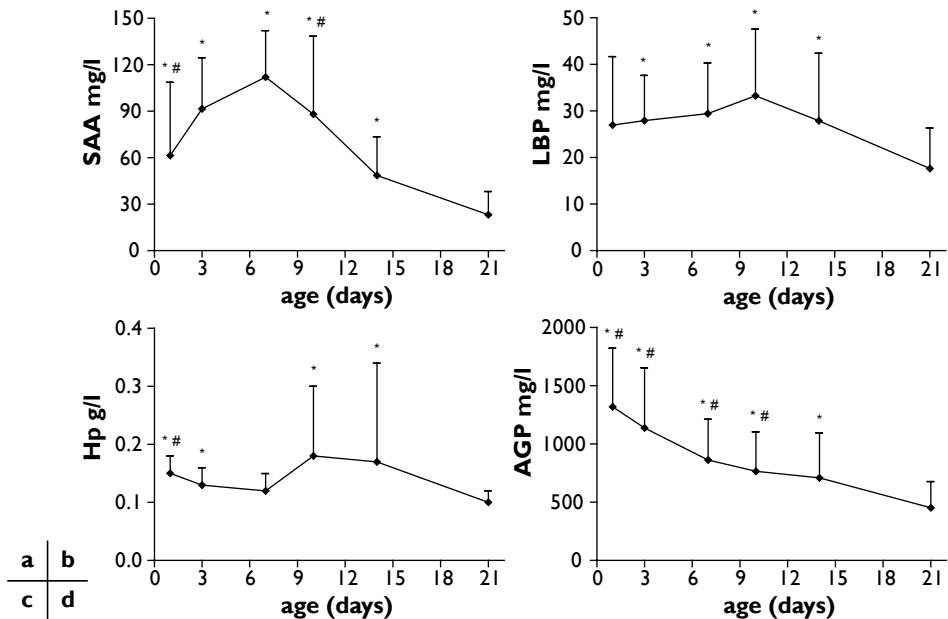 SAA mg/l
150
120
90
60
30
0
* #
*
*
* #
*
0 3 6 9 12 15 18 21
age (days)
LBP mg/l
50
40
30
20
10
0
*
*
*
*
0 3 6 9 12 15 18 21
age (days)
Hp g/l
0.4
0.3
0.2
0.1
0.0
* #
*
*
*
0 3 6 9 12 15 18 21
age (days)
AGP mg/l
2000
1500
1000
500
0
* #
* #
* #
* #
*
0 3 6 9 12 15 18 21
age (days)
a b
c d